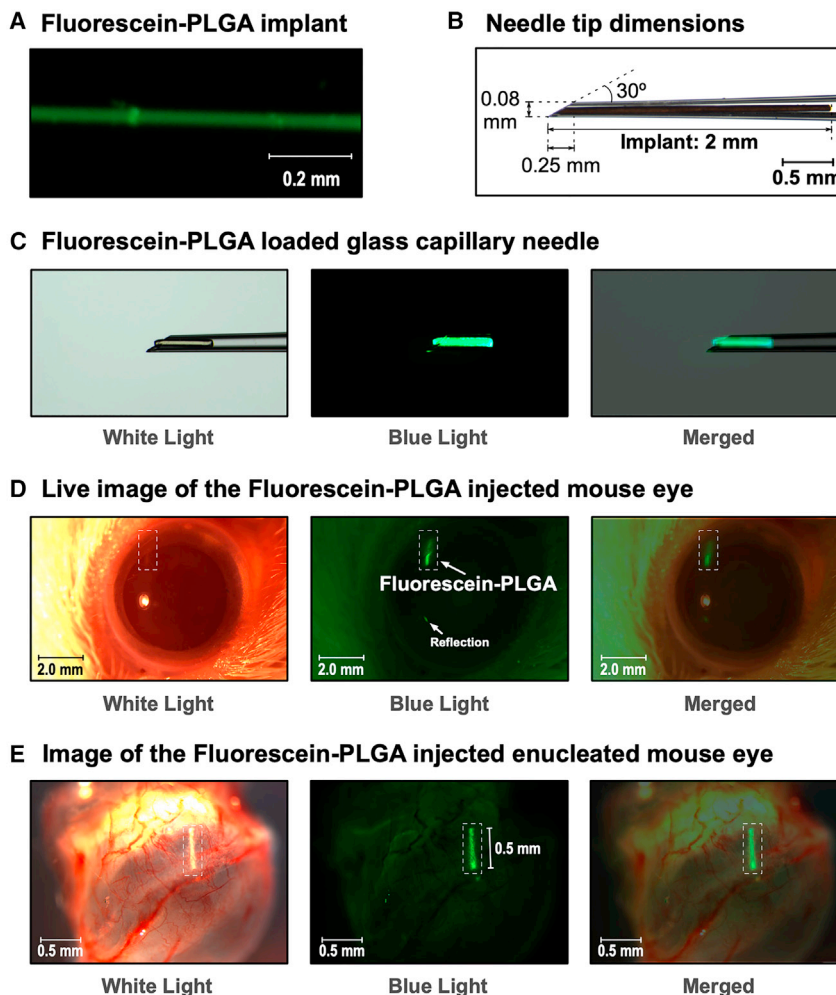 A Fluorescein-PLGA implant
0.2 mm
B Needle tip dimensions
0.08
mm
30º
Implant: 2 mm
0.25 mm
0.5 mm
C Fluorescein-PLGA loaded glass capillary needle
White Light
Blue Light
Merged
D Live image of the Fluorescein-PLGA injected mouse eye
2.0 mm
Fluorescein-PLGA
Reflection
2.0 mm
2.0 mm
White Light
Blue Light
Merged
E Image of the Fluorescein-PLGA injected enucleated mouse eye
0.5 mm
0.5 mm
0.5 mm
0.5 mm
White Light
Blue Light
Merged